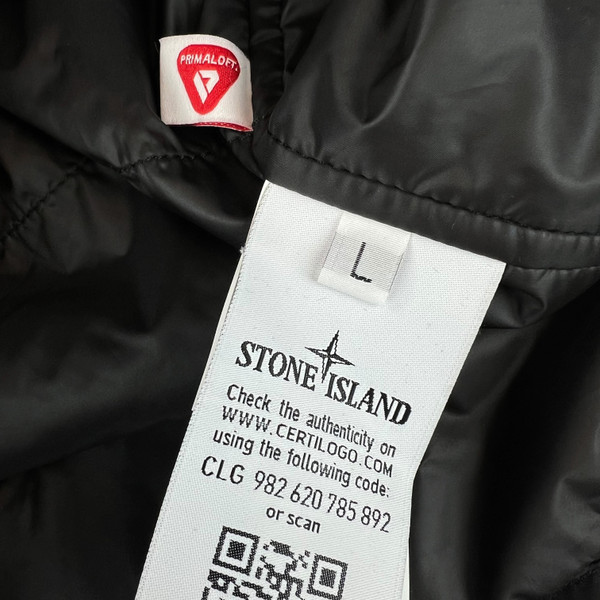 PRIMALOFT.
L
STONE ISLAND
Check the authenticity on
WWW.CERTILOGO.COM
using the following code:
CLG 982 620 785 892
or scan